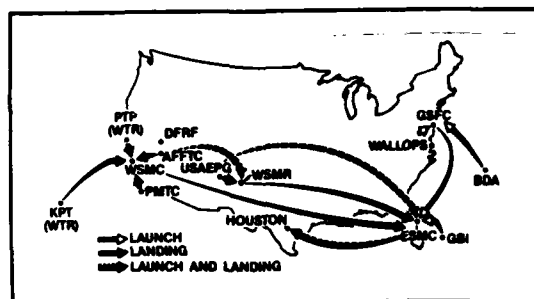 GSFC
PTP
(WTR)
DFRF
WALLOPS
AFFTC
USAEPG
WSMC
WSMR
BDA
PMTC
KPT
(WTR)
HOUSTON
ESMC
GBI
LAUNCH
LANDING
LAUNCH AND LANDING